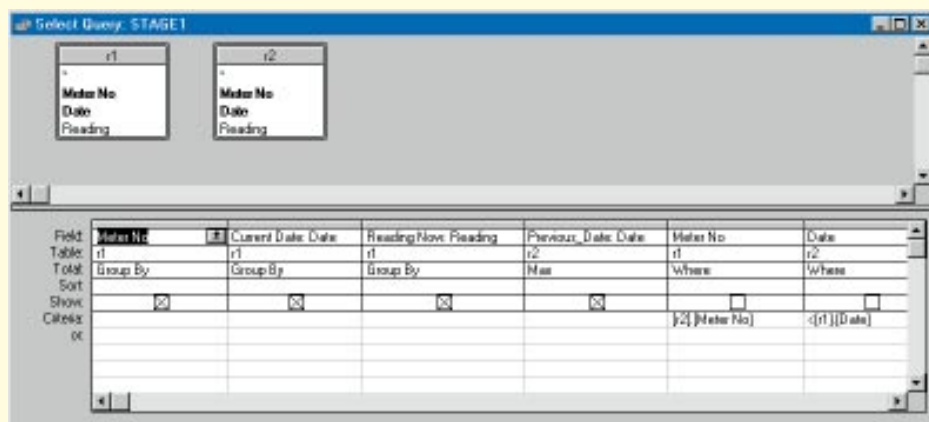 Select Query: STAGE1
r1
*
Meter No
Date
Reading
r2
*
Meter No
Date
Reading
Field: Meter No Current Date: Date Reading Now: Reading Previous_Date: Date Meter No Date
Table: r1 r1 r1 r2 r1 r2
Total: Group By Group By Group By Max Where Where
Sort:
Show:
Criteria: [r2].[Meter No] <[r1].[Date]
or: